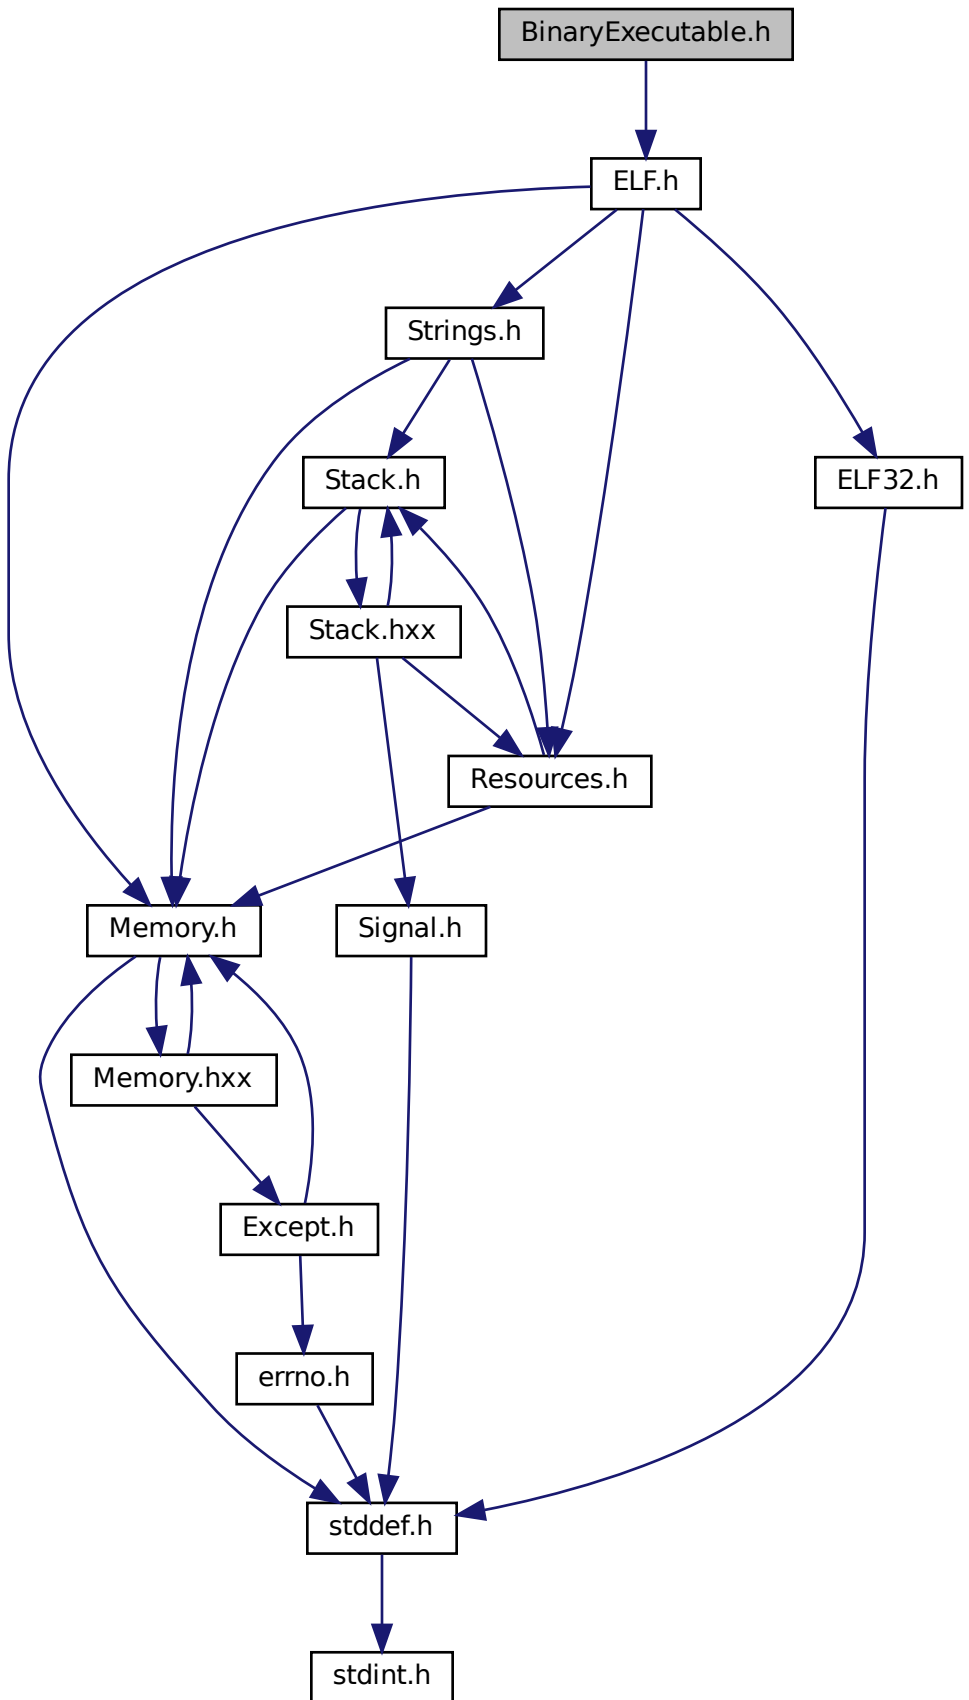 BinaryExecutable.h
ELF.h
Strings.h
Stack.h
ELF32.h
Stack.hxx
Resources.h
Memory.h
Signal.h
Memory.hxx
Except.h
errno.h
stddef.h
stdint.h